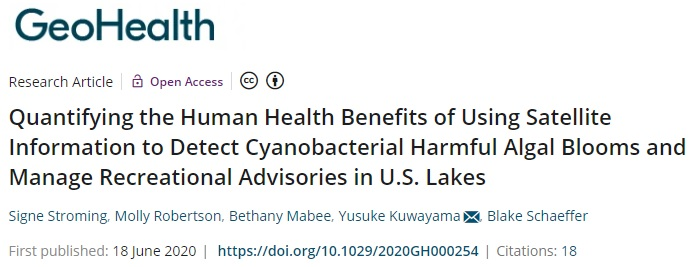 GeoHealth
Research Article | Open Access | cc
Quantifying the Human Health Benefits of Using Satellite
Information to Detect Cyanobacterial Harmful Algal Blooms and
Manage Recreational Advisories in U.S. Lakes
Signe Stroming, Molly Robertson, Bethany Mabee, Yusuke Kuwayama, Blake Schaeffer
First published: 18 June 2020 | https://doi.org/10.1029/2020GH000254 | Citations: 18